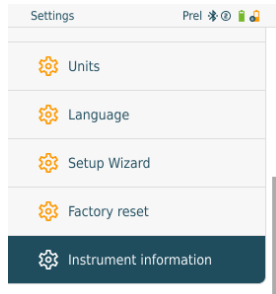 Settings Prel
Units
Language
Setup Wizard
Factory reset
Instrument information